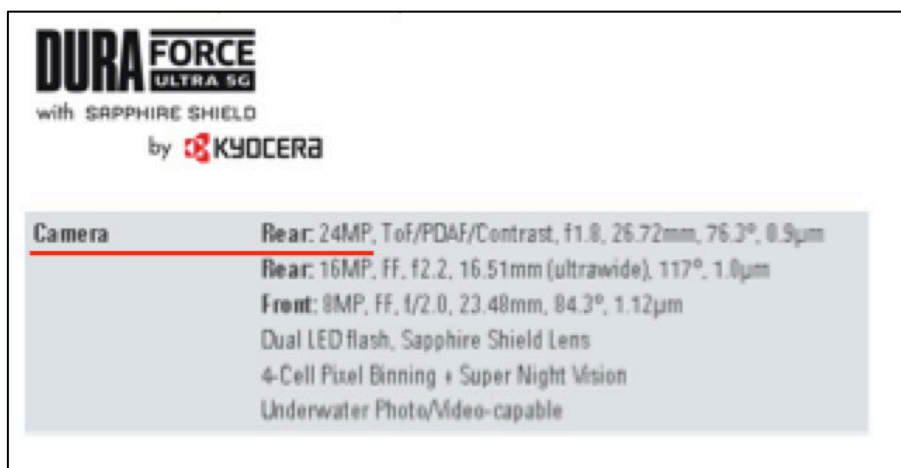 DURA FORCE
ULTRA 5G
with SAPPHIRE SHIELD
by KYOCERA
Camera Rear: 24MP, ToF/PDAF/Contrast, f1.8, 26.72mm, 76.3°, 0.9µm
Rear: 16MP, FF, f2.2, 16.51mm (ultrawide), 117°, 1.0µm
Front: 8MP, FF, f/2.0, 23.48mm, 84.3°, 1.12µm
Dual LED flash, Sapphire Shield Lens
4-Cell Pixel Binning + Super Night Vision
Underwater Photo/Video-capable